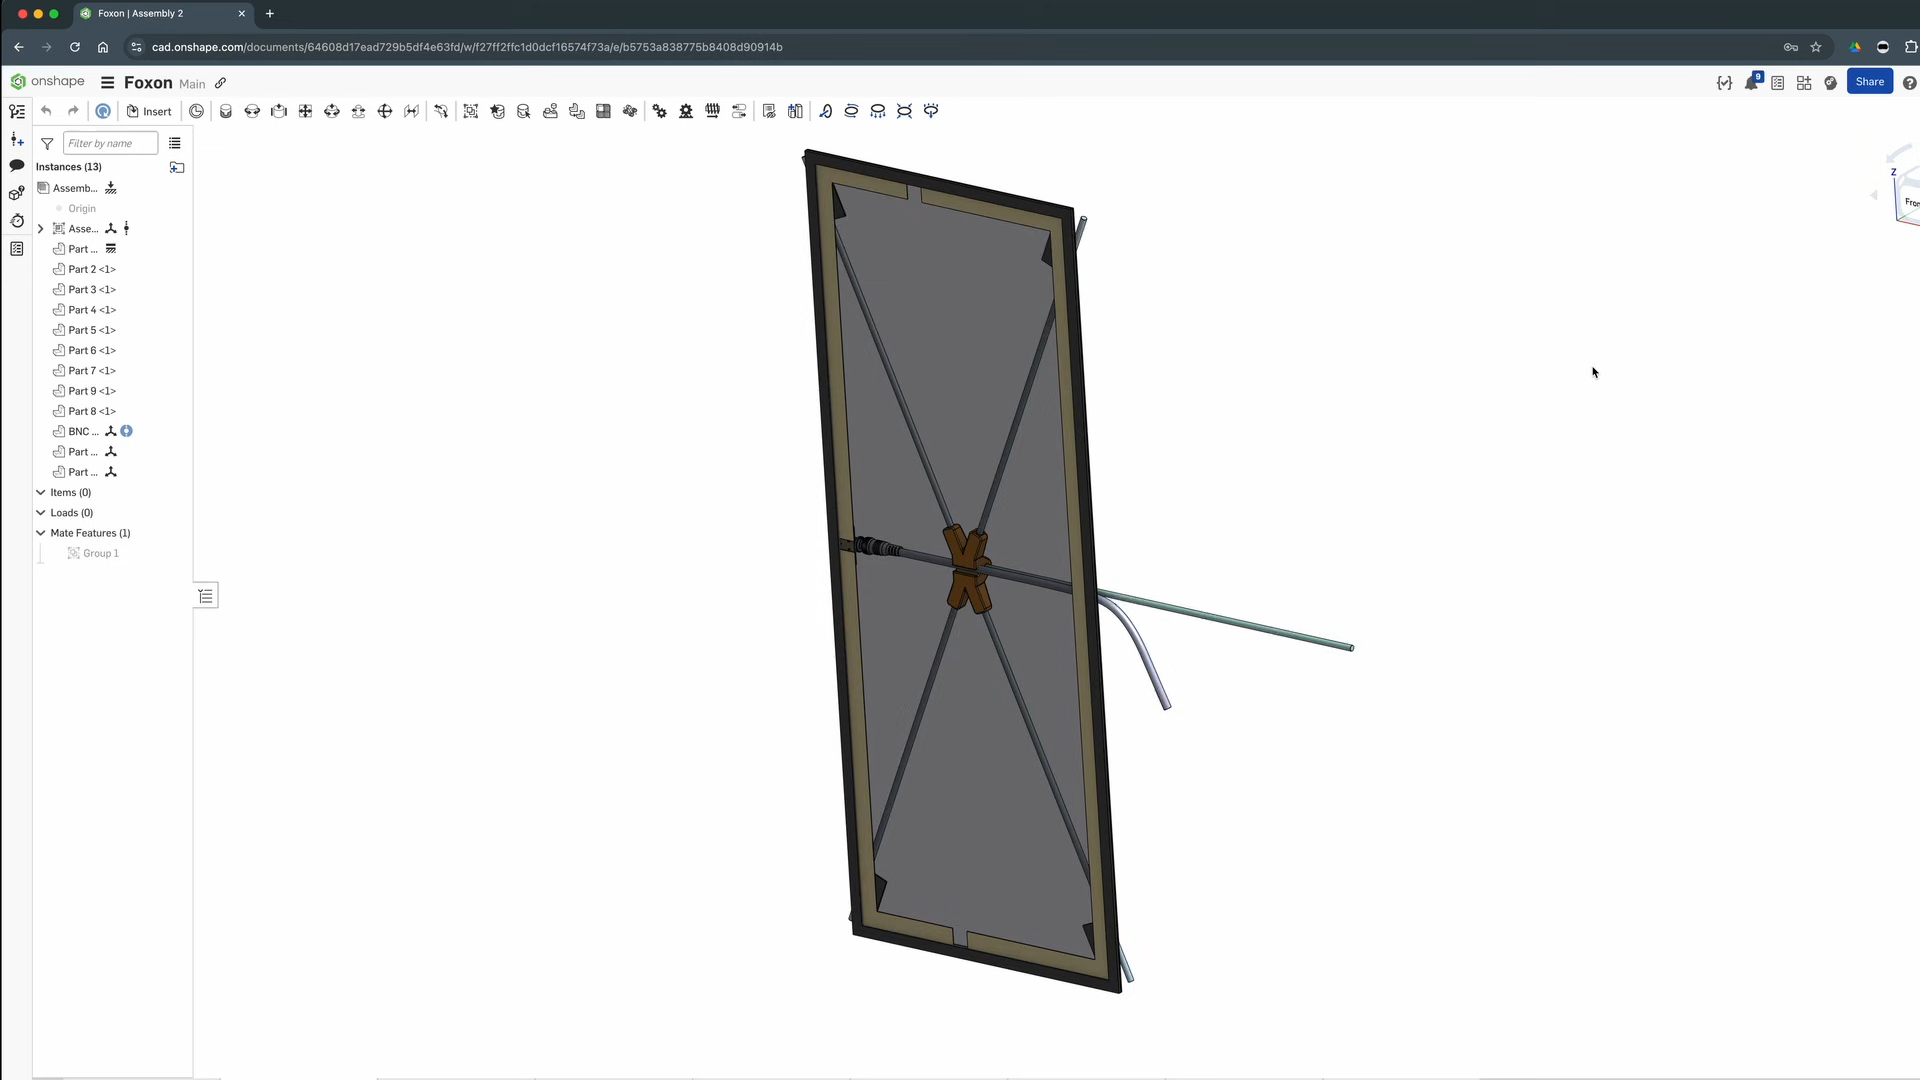 Foxon | Assembly 2
cad.onshape.com/documents/64608d17ead729b5df4e63fd/w/f27ff2ffc1d0dcf16574f73a/e/b5753a838775b8408d90914b
onshape Foxon Main
9
Share
Insert
Filter by name
Instances (13)
Assemb...
Origin
Asse...
Part ...
Part 2 <1>
Part 3 <1>
Part 4 <1>
Part 5 <1>
Part 6 <1>
Part 7 <1>
Part 9 <1>
Part 8 <1>
BNC ...
Part ...
Part ...
Items (0)
Loads (0)
Mate Features (1)
Group 1
Z
Fron